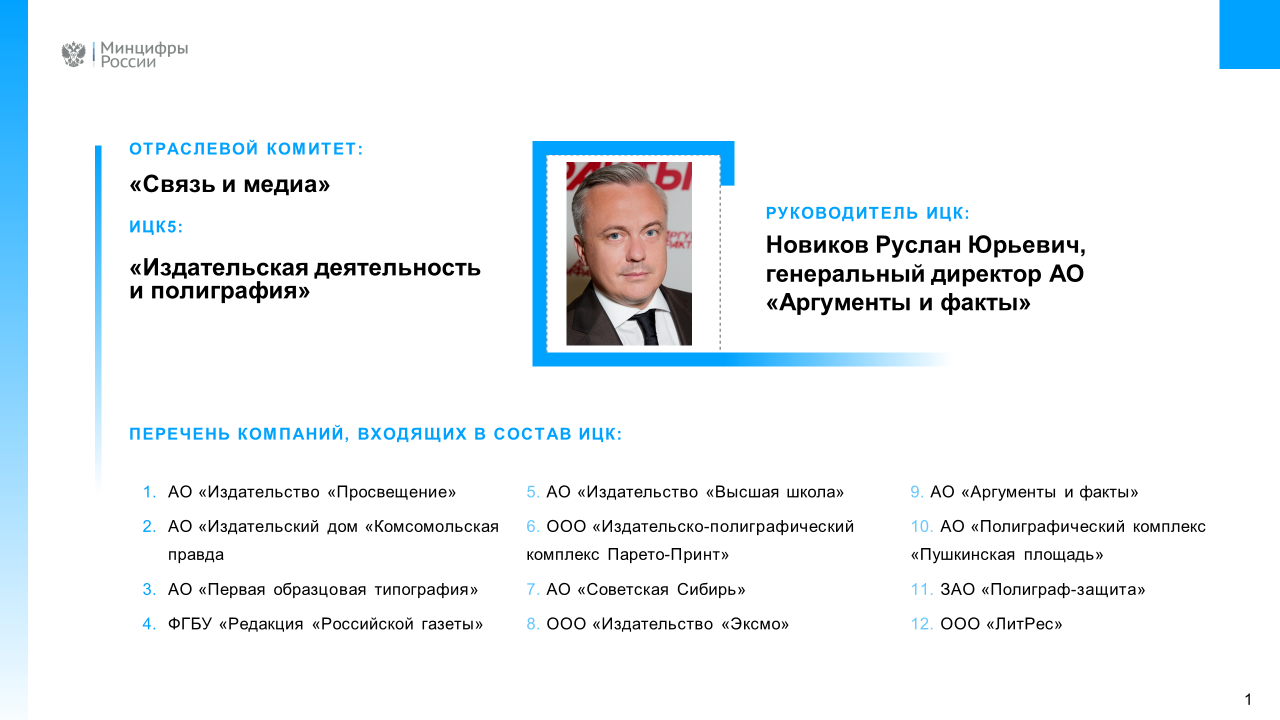 Минцифры
России
ОТРАСЛЕВОЙ КОМИТЕТ:
«Связь и медиа»
ИЦК5:
«Издательская деятельность
и полиграфия»
РУКОВОДИТЕЛЬ ИЦК:
Новиков Руслан Юрьевич,
генеральный директор АО
«Аргументы и факты»
ПЕРЕЧЕНЬ КОМПАНИЙ, ВХОДЯЩИХ В СОСТАВ ИЦК:
1. АО «Издательство «Просвещение»
2. АО «Издательский дом «Комсомольская
правда
3. АО «Первая образцовая типография»
4. ФГБУ «Редакция «Российской газеты»
5. АО «Издательство «Высшая школа»
6. ООО «Издательско-полиграфический
комплекс Парето-Принт»
7. АО «Советская Сибирь»
8. ООО «Издательство «Эксмо»
9. АО «Аргументы и факты»
10. АО «Полиграфический комплекс
«Пушкинская площадь»
11. ЗАО «Полиграф-защита»
12. ООО «ЛитРес»
1